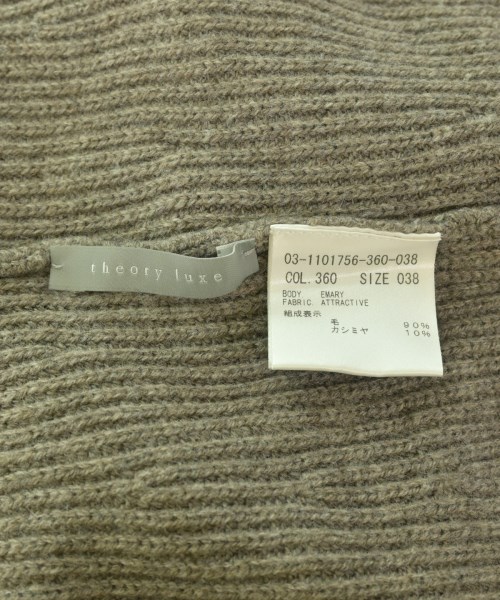 theory luxe
03-1101756-360-038
COL. 360 SIZE 038
BODY. EMARY
FABRIC. ATTRACTIVE
組成表示
毛 90%
カシミヤ 10%